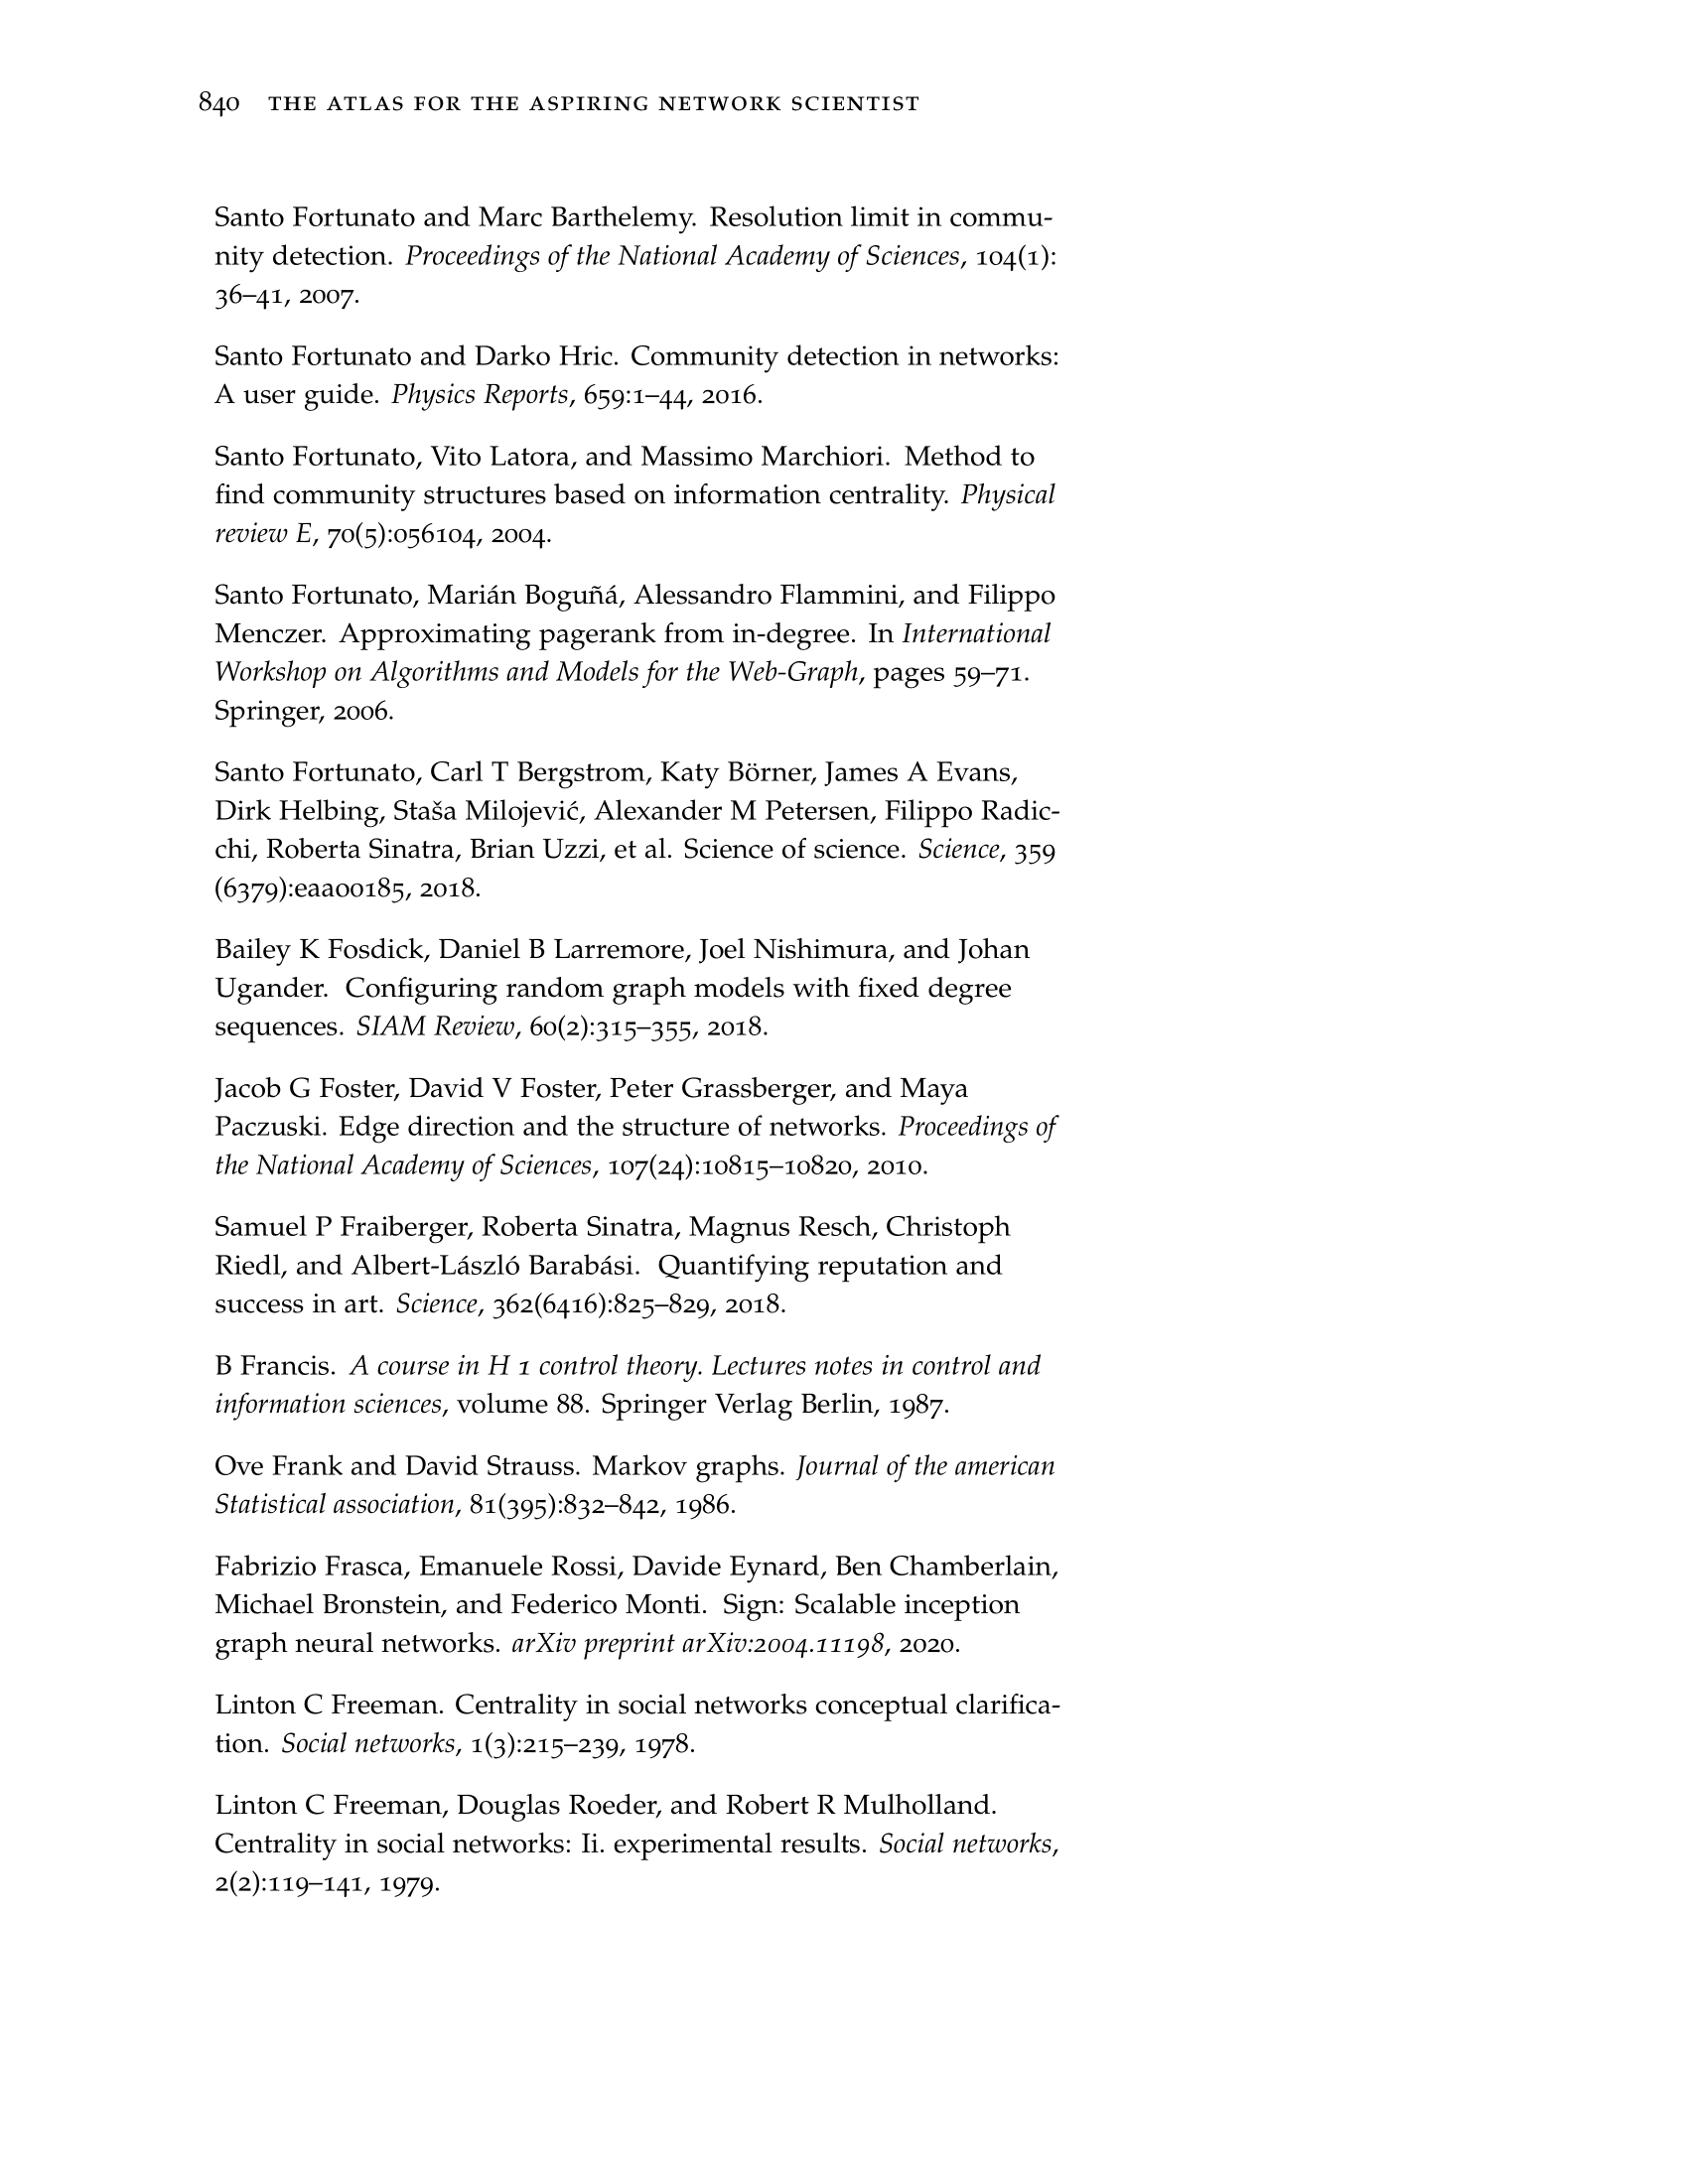 840 THE ATLAS FOR THE ASPIRING NETWORK SCIENTIST
Santo Fortunato and Marc Barthelemy. Resolution limit in commu-
nity detection. Proceedings of the National Academy of Sciences, 104(1):
36–41, 2007.
Santo Fortunato and Darko Hric. Community detection in networks:
A user guide. Physics Reports, 659:1–44, 2016.
Santo Fortunato, Vito Latora, and Massimo Marchiori. Method to
find community structures based on information centrality. Physical
review E, 70(5):056104, 2004.
Santo Fortunato, Marián Boguñá, Alessandro Flammini, and Filippo
Menczer. Approximating pagerank from in-degree. In International
Workshop on Algorithms and Models for the Web-Graph, pages 59–71.
Springer, 2006.
Santo Fortunato, Carl T Bergstrom, Katy Börner, James A Evans,
Dirk Helbing, Staša Milojević, Alexander M Petersen, Filippo Radic-
chi, Roberta Sinatra, Brian Uzzi, et al. Science of science. Science, 359
(6379):eaao0185, 2018.
Bailey K Fosdick, Daniel B Larremore, Joel Nishimura, and Johan
Ugander. Configuring random graph models with fixed degree
sequences. SIAM Review, 60(2):315–355, 2018.
Jacob G Foster, David V Foster, Peter Grassberger, and Maya
Paczuski. Edge direction and the structure of networks. Proceedings of
the National Academy of Sciences, 107(24):10815–10820, 2010.
Samuel P Fraiberger, Roberta Sinatra, Magnus Resch, Christoph
Riedl, and Albert-László Barabási. Quantifying reputation and
success in art. Science, 362(6416):825–829, 2018.
B Francis. A course in H 1 control theory. Lectures notes in control and
information sciences, volume 88. Springer Verlag Berlin, 1987.
Ove Frank and David Strauss. Markov graphs. Journal of the american
Statistical association, 81(395):832–842, 1986.
Fabrizio Frasca, Emanuele Rossi, Davide Eynard, Ben Chamberlain,
Michael Bronstein, and Federico Monti. Sign: Scalable inception
graph neural networks. arXiv preprint arXiv:2004.11198, 2020.
Linton C Freeman. Centrality in social networks conceptual clarifica-
tion. Social networks, 1(3):215–239, 1978.
Linton C Freeman, Douglas Roeder, and Robert R Mulholland.
Centrality in social networks: Ii. experimental results. Social networks,
2(2):119–141, 1979.